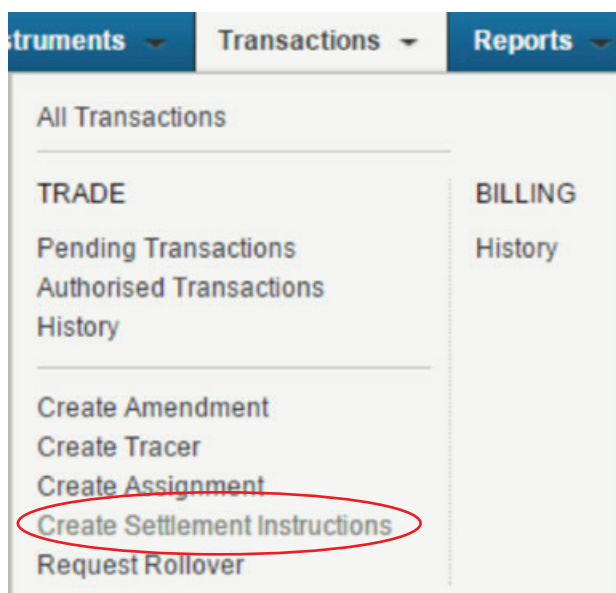 struments Transactions Reports
All Transactions
TRADE
Pending Transactions
Authorised Transactions
History
BILLING
History
Create Amendment
Create Tracer
Create Assignment
Create Settlement Instructions
Request Rollover